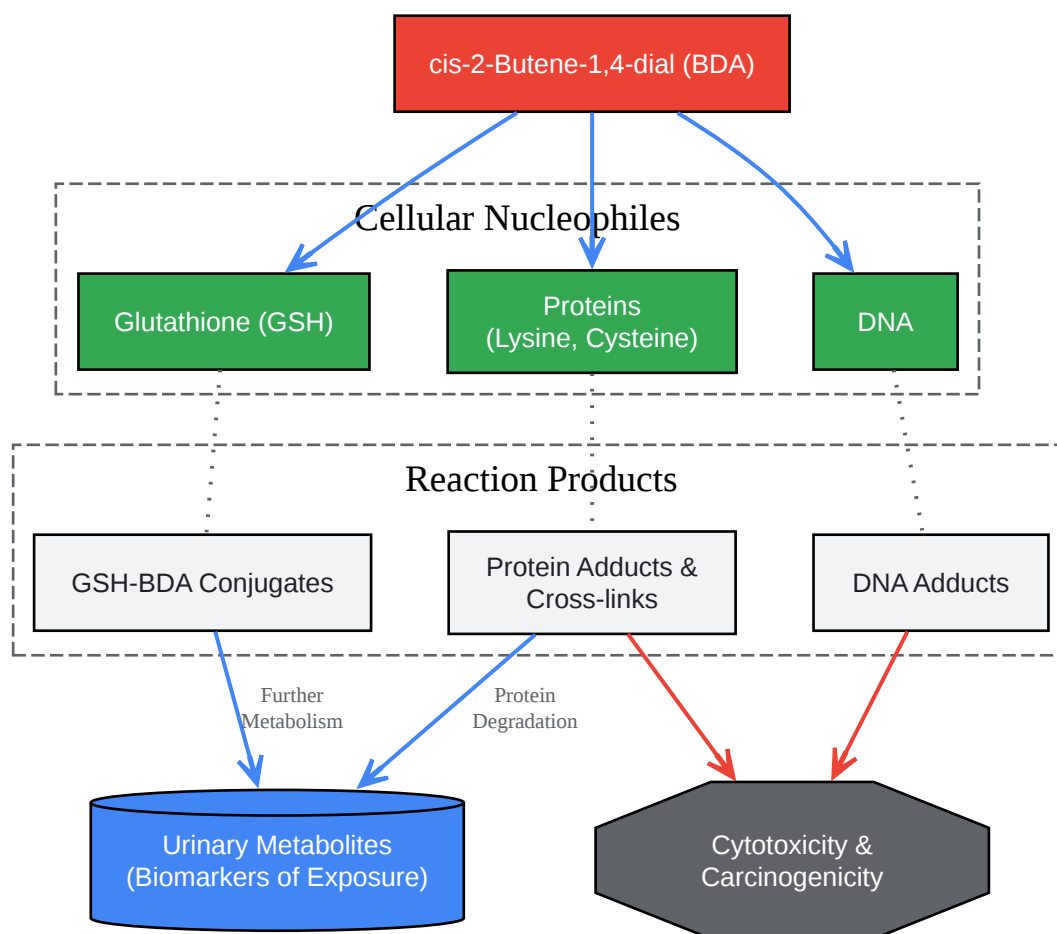 cis-2-Butene-1,4-dial (BDA)
Cellular Nucleophiles
Glutathione (GSH)
Proteins
(Lysine, Cysteine)
DNA
Reaction Products
GSH-BDA Conjugates
Protein Adducts &
Cross-links
DNA Adducts
Further
Metabolism
Protein
Degradation
Urinary Metabolites
(Biomarkers of Exposure)
Cytotoxicity &
Carcinogenicity